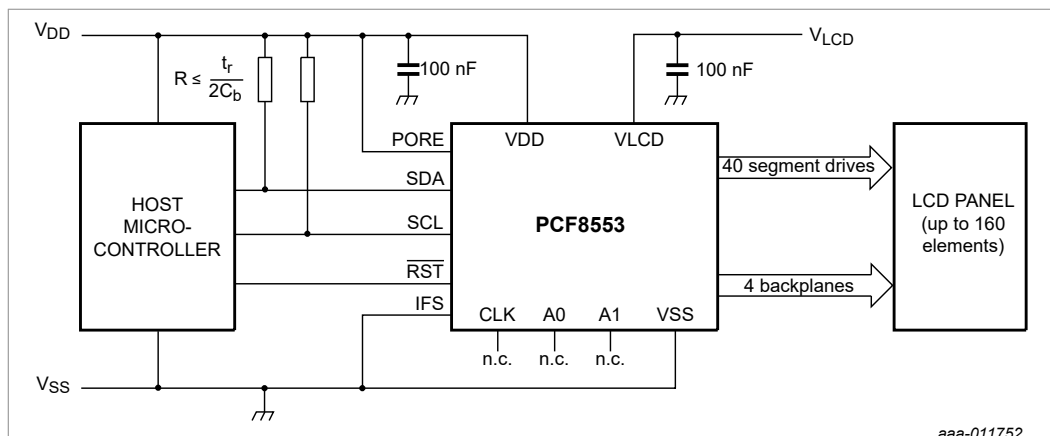 VDD
VLCD
R ≤ tr
2Cb
100 nF
100 nF
PORE
VDD
VLCD
SDA
40 segment drives
HOST
MICRO-
CONTROLLER
LCD PANEL
(up to 160
elements)
SCL
PCF8553
RST
4 backplanes
IFS
CLK
A0
A1
VSS
n.c.
n.c.
n.c.
VSS
aaa-011752